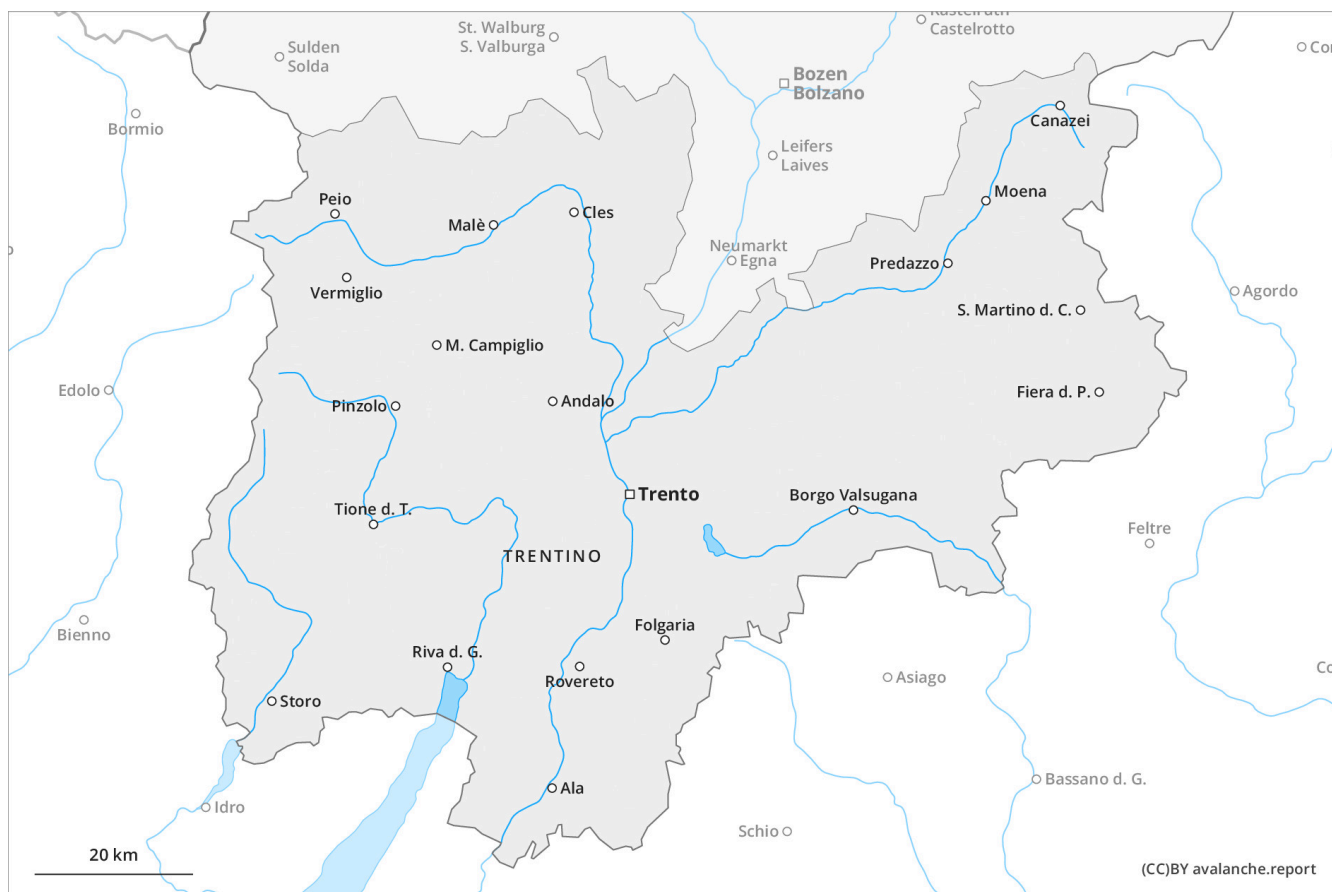 St. Walburg
S. Valburga
Castelrotto
Sulden
Solda
Bozen
Bolzano
Bormio
Canazei
Leifers
Laives
Peio
Moena
Malè
Cles
Neumarkt
Egna
Predazzo
Vermiglio
Agordo
S. Martino d. C.
M. Campiglio
Edolo
Fiera d. P.
Pinzolo
Andalo
Trento
Borgo Valsugana
Tione d. T.
Feltre
TRENTINO
Bienno
Folgaria
Riva d. G.
Rovereto
Asiago
Storo
Bassano d. G.
Ala
Idro
Schio
20 km
(CC)BY avalanche.report